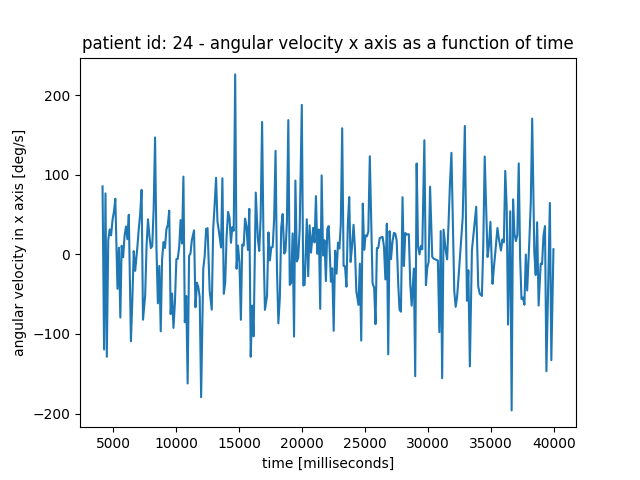 patient id: 24 - angular velocity x axis as a function of time
angular velocity in x axis [deg/s]
200
100
0
−100
−200
5000 10000 15000 20000 25000 30000 35000 40000
time [milliseconds]